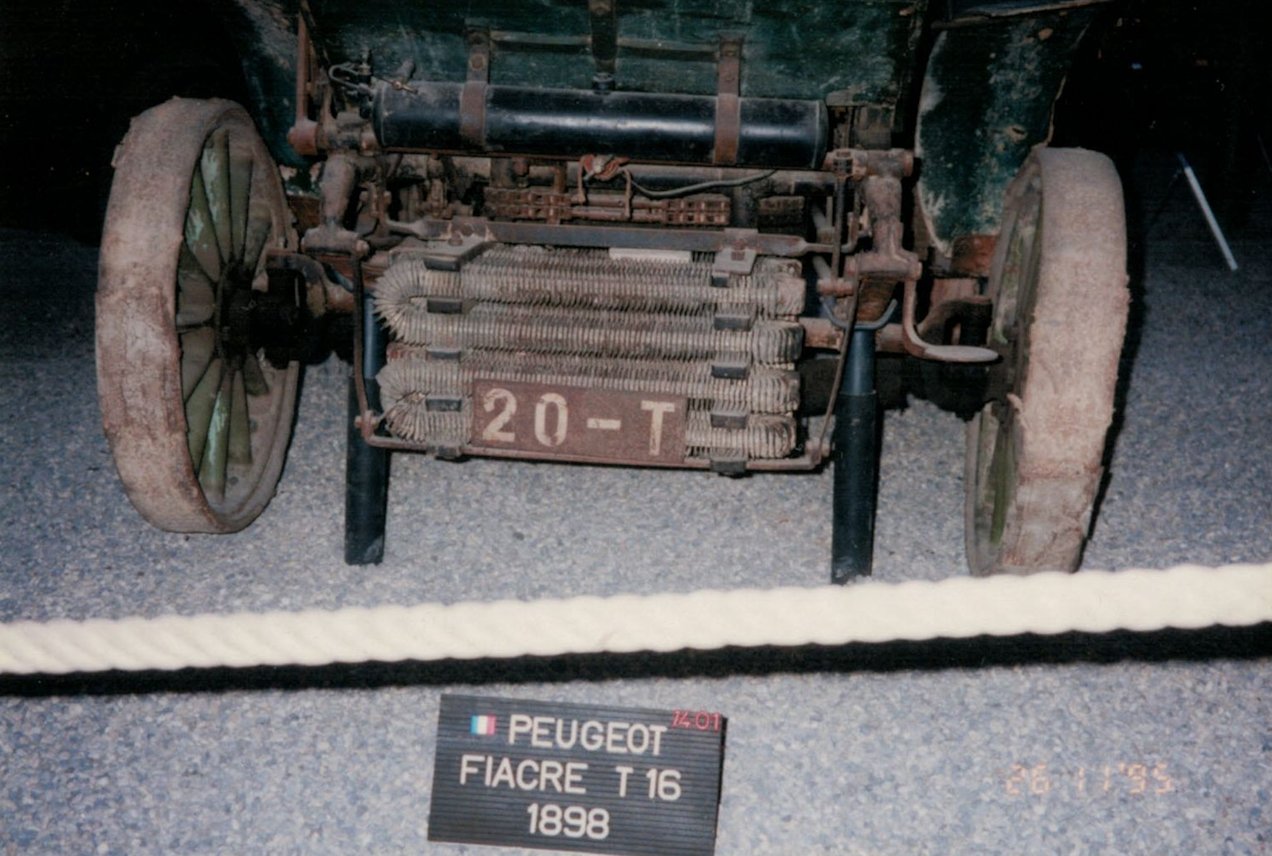 20-T
PEUGEOT 1401
FIACRE T 16
1898
26 11 '95